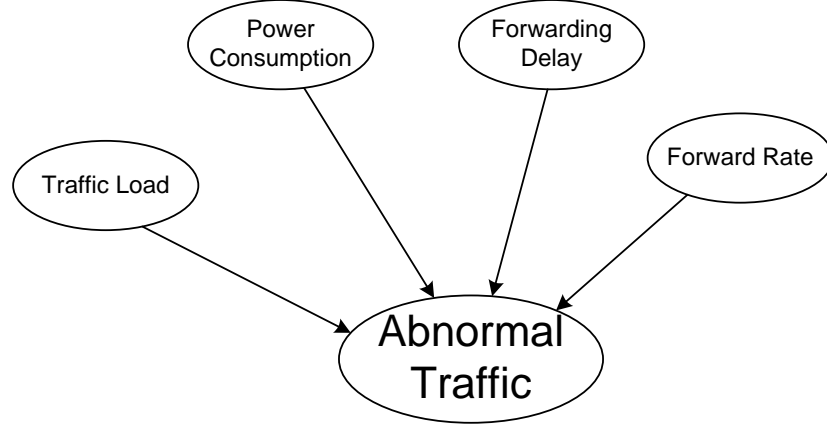 Power
Consumption
Forwarding
Delay
Traffic Load
Forward Rate
Abnormal
Traffic